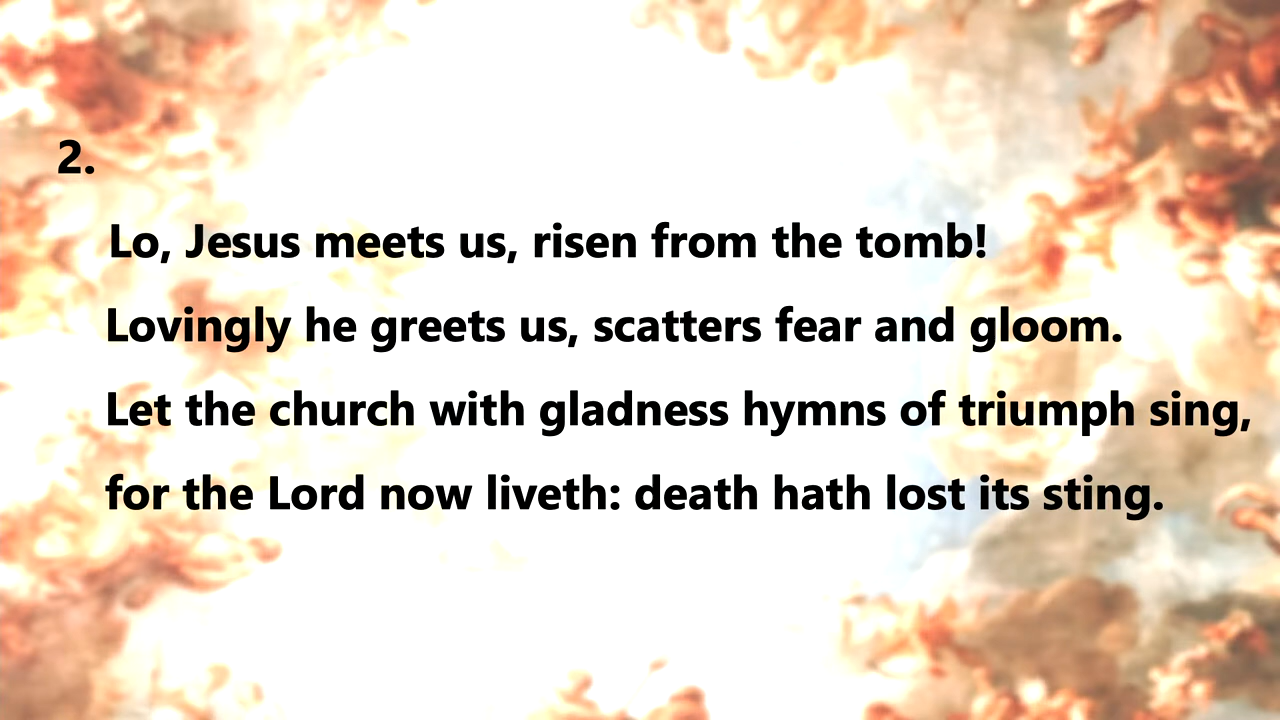 2.
Lo, Jesus meets us, risen from the tomb!
Lovingly he greets us, scatters fear and gloom.
Let the church with gladness hymns of triumph sing,
for the Lord now liveth: death hath lost its sting.